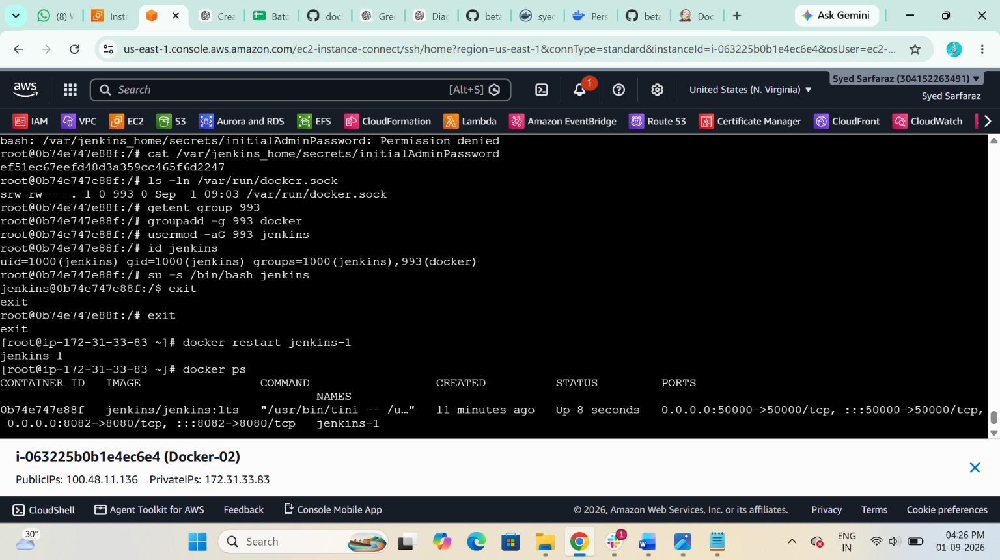 (8) W
Insta
Crea
Batc
doc
Gre
Diag
beta
syec
Pers
beta
Doc
Ask Gemini
us-east-1.console.aws.amazon.com/ec2-instance-connect/ssh/home?region=us-east-1&connType=standard&instanceId=i-063225b0b1e4ec6e4&osUser=ec2-...
aws
Search
[Alt+S]
1
United States (N. Virginia) ▼
Syed Sarfaraz (304152263491) ▼
Syed Sarfaraz
IAM
VPC
EC2
S3
Aurora and RDS
EFS
CloudFormation
Lambda
Amazon EventBridge
Route 53
Certificate Manager
CloudFront
CloudWatch
bash: /var/jenkins_home/secrets/initialAdminPassword: Permission denied
root@0b74e747e88f:/# cat /var/jenkins_home/secrets/initialAdminPassword
ef51ec67eefd48d3a359cc465f6d2247
root@0b74e747e88f:/# ls -ln /var/run/docker.sock
srw-rw----. 1 0 993 0 Sep  1 09:03 /var/run/docker.sock
root@0b74e747e88f:/# getent group 993
root@0b74e747e88f:/# groupadd -g 993 docker
root@0b74e747e88f:/# usermod -aG 993 jenkins
root@0b74e747e88f:/# id jenkins
uid=1000(jenkins) gid=1000(jenkins) groups=1000(jenkins),993(docker)
root@0b74e747e88f:/# su -s /bin/bash jenkins
jenkins@0b74e747e88f:/$ exit
exit
root@0b74e747e88f:/# exit
exit
[root@ip-172-31-33-83 ~]# docker restart jenkins-1
jenkins-1
[root@ip-172-31-33-83 ~]# docker ps
CONTAINER ID   IMAGE                 COMMAND                  CREATED          STATUS         PORTS
NAMES
0b74e747e88f   jenkins/jenkins:lts   "/usr/bin/tini -- /u…"   11 minutes ago   Up 8 seconds   0.0.0.0:50000->50000/tcp, :::50000->50000/tcp,
0.0.0.0:8082->8080/tcp, :::8082->8080/tcp   jenkins-1
i-063225b0b1e4ec6e4 (Docker-02)
PublicIPs: 100.48.11.136    PrivateIPs: 172.31.33.83
CloudShell
Agent Toolkit for AWS
Feedback
Console Mobile App
© 2026, Amazon Web Services, Inc. or its affiliates.
Privacy
Terms
Cookie preferences
30°
Search
1
ENG
IN
04:26 PM
01-09-2026